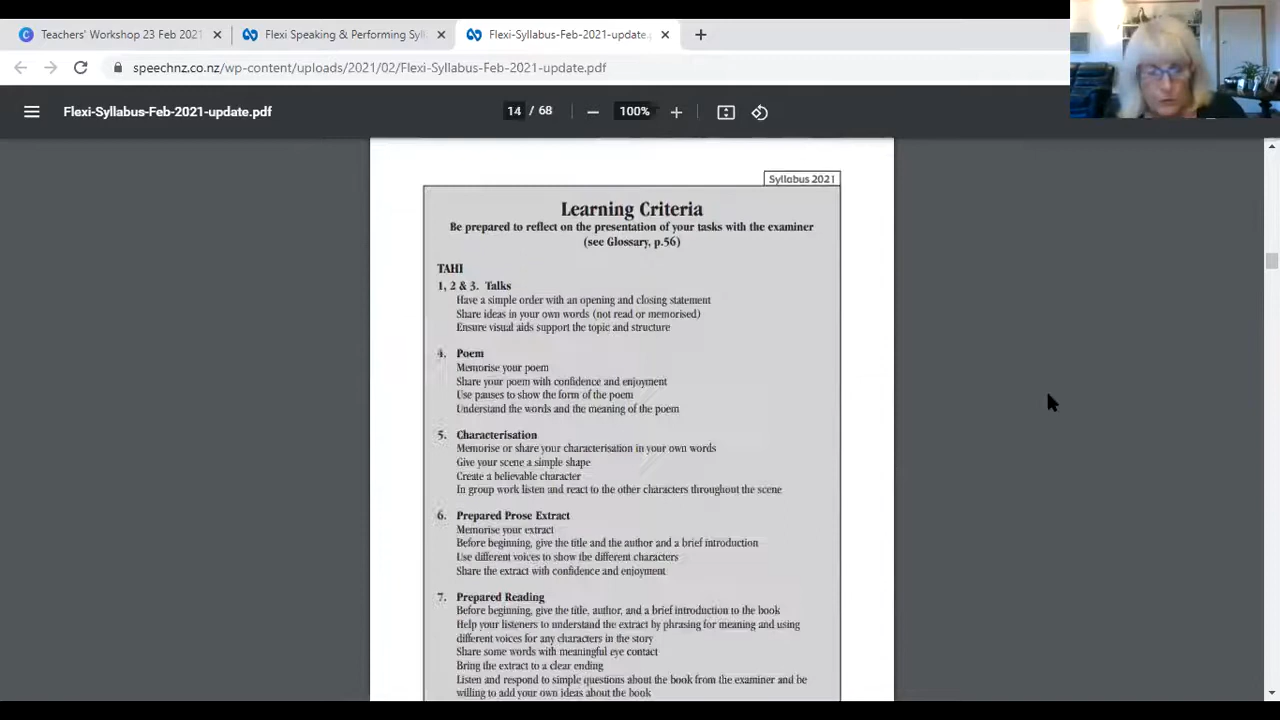 Teachers' Workshop 23 Feb 2021
Flexi Speaking & Performing Syl
Flexi-Syllabus-Feb-2021-update.
speechnz.co.nz/wp-content/uploads/2021/02/Flexi-Syllabus-Feb-2021-update.pdf
Flexi-Syllabus-Feb-2021-update.pdf
14 / 68
100%
Syllabus 2021
Learning Criteria
Be prepared to reflect on the presentation of your tasks with the examiner
(see Glossary, p.56)
TAHI
1, 2 & 3. Talks
Have a simple order with an opening and closing statement
Share ideas in your own words (not read or memorised)
Ensure visual aids support the topic and structure
4. Poem
Memorise your poem
Share your poem with confidence and enjoyment
Use pauses to show the form of the poem
Understand the words and the meaning of the poem
5. Characterisation
Memorise or share your characterisation in your own words
Give your scene a simple shape
Create a believable character
In group work listen and react to the other characters throughout the scene
6. Prepared Prose Extract
Memorise your extract
Before beginning, give the title and the author and a brief introduction
Use different voices to show the different characters
Share the extract with confidence and enjoyment
7. Prepared Reading
Before beginning, give the title, author, and a brief introduction to the book
Help your listeners to understand the extract by phrasing for meaning and using
different voices for any characters in the story
Share some words with meaningful eye contact
Bring the extract to a clear ending
Listen and respond to simple questions about the book from the examiner and be
willing to add your own ideas about the book